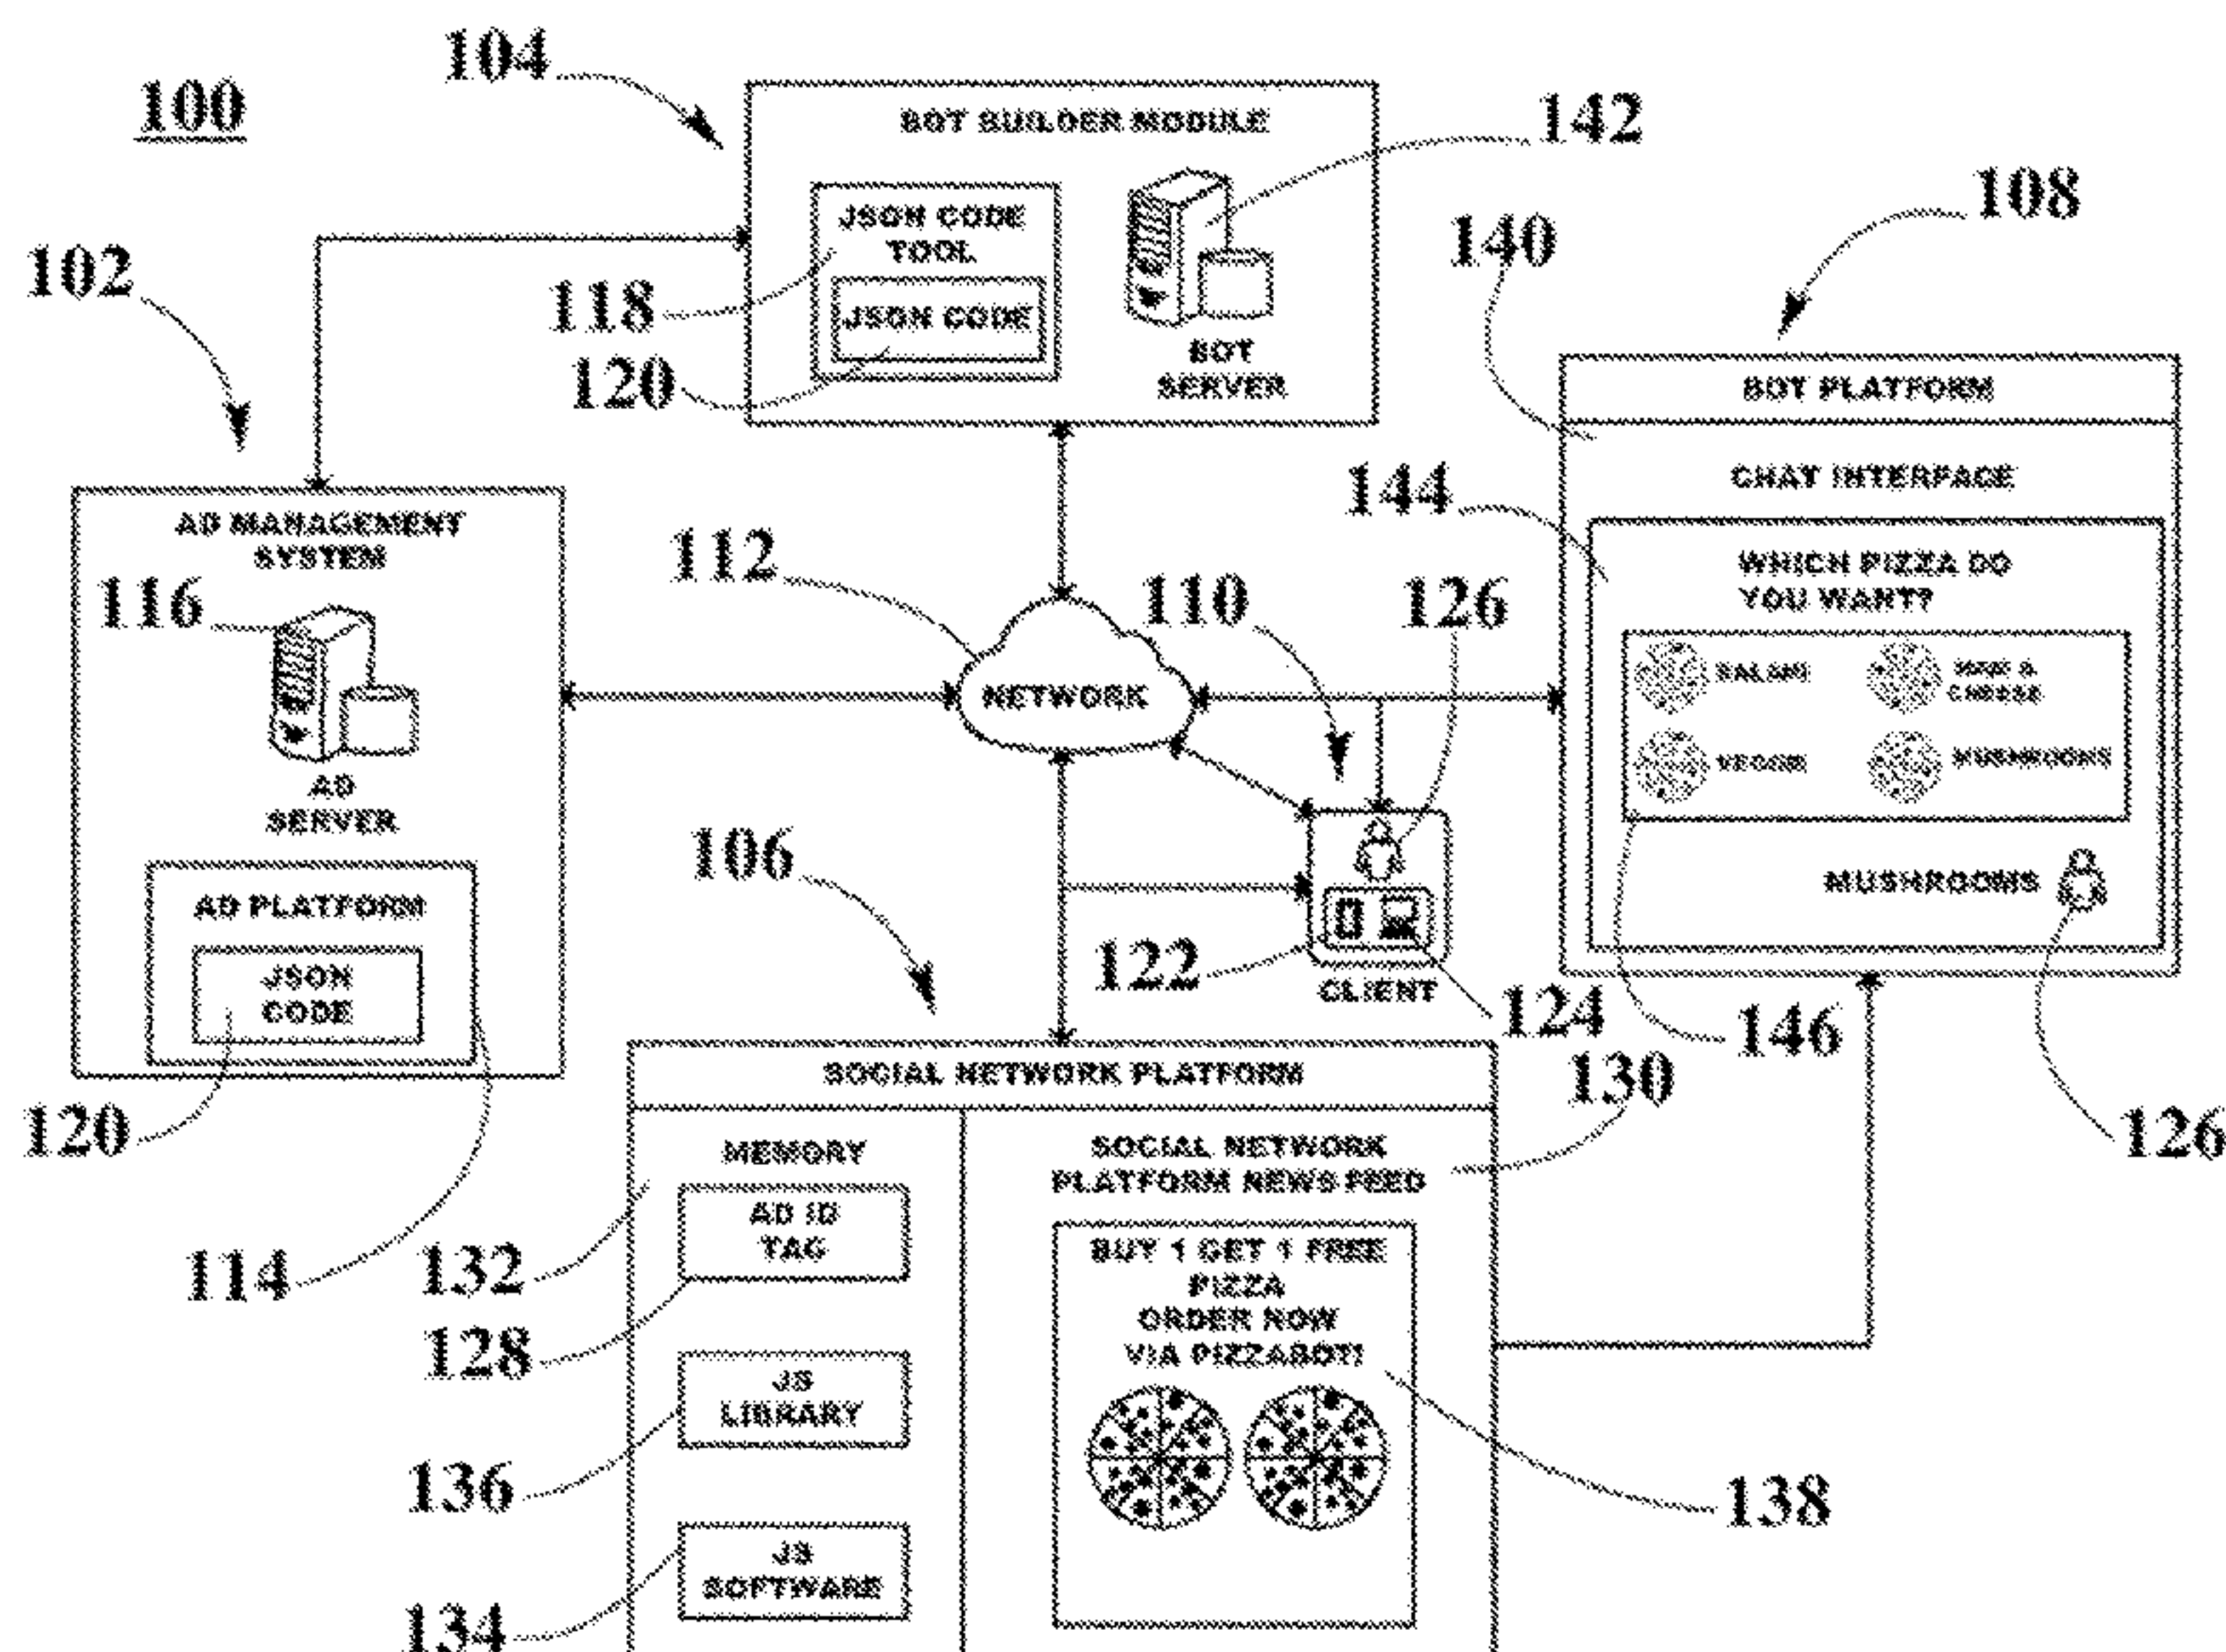 100
104
BOT BUILDER MODULE
142
JSON CODE
TOOL
118
JSON CODE
120
BOT
SERVER
108
140
BOT PLATFORM
CHAT INTERFACE
144
WHICH PIZZA DO
YOU WANT?
SALAMI
HAM &
CHEESE
VEGGIE
MUSHROOMS
MUSHROOMS
146
126
102
AD MANAGEMENT
SYSTEM
116
AD
SERVER
AD PLATFORM
JSON
CODE
120
114
112
NETWORK
110
126
122
CLIENT
124
106
SOCIAL NETWORK PLATFORM
130
MEMORY
132
AD ID
TAG
128
JS
LIBRARY
136
JS
SOFTWARE
134
SOCIAL NETWORK
PLATFORM NEWS FEED
BUY 1 GET 1 FREE
PIZZA
ORDER NOW
VIA PIZZABOT!
138